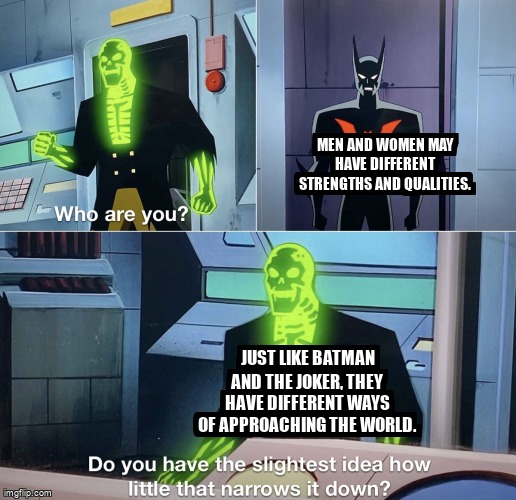 Who are you?
MEN AND WOMEN MAY
HAVE DIFFERENT
STRENGTHS AND QUALITIES.
JUST LIKE BATMAN
AND THE JOKER, THEY
HAVE DIFFERENT WAYS
OF APPROACHING THE WORLD.
Do you have the slightest idea how
little that narrows it down?
imgflip.com